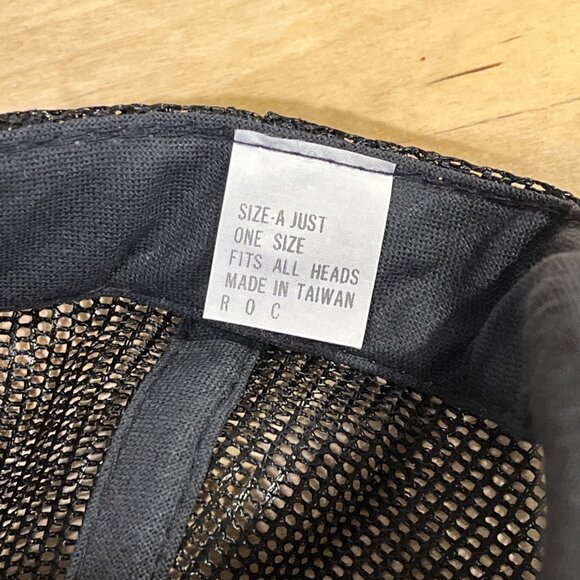 SIZE-A JUST
ONE SIZE
FITS ALL HEADS
MADE IN TAIWAN
R O C